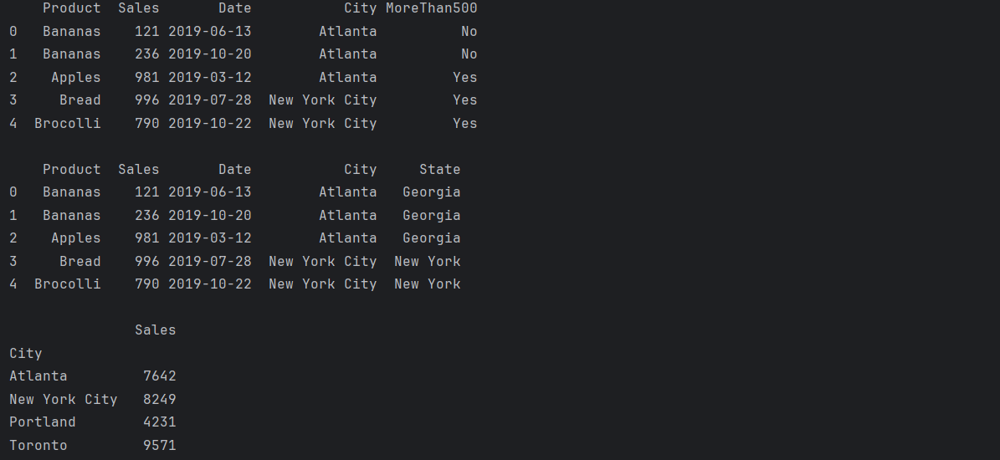 Product Sales Date City MoreThan500
0 Bananas 121 2019-06-13 Atlanta No
1 Bananas 236 2019-10-20 Atlanta No
2 Apples 981 2019-03-12 Atlanta Yes
3 Bread 996 2019-07-28 New York City Yes
4 Brocolli 790 2019-10-22 New York City Yes
Product Sales Date City State
0 Bananas 121 2019-06-13 Atlanta Georgia
1 Bananas 236 2019-10-20 Atlanta Georgia
2 Apples 981 2019-03-12 Atlanta Georgia
3 Bread 996 2019-07-28 New York City New York
4 Brocolli 790 2019-10-22 New York City New York
Sales
City
Atlanta 7642
New York City 8249
Portland 4231
Toronto 9571